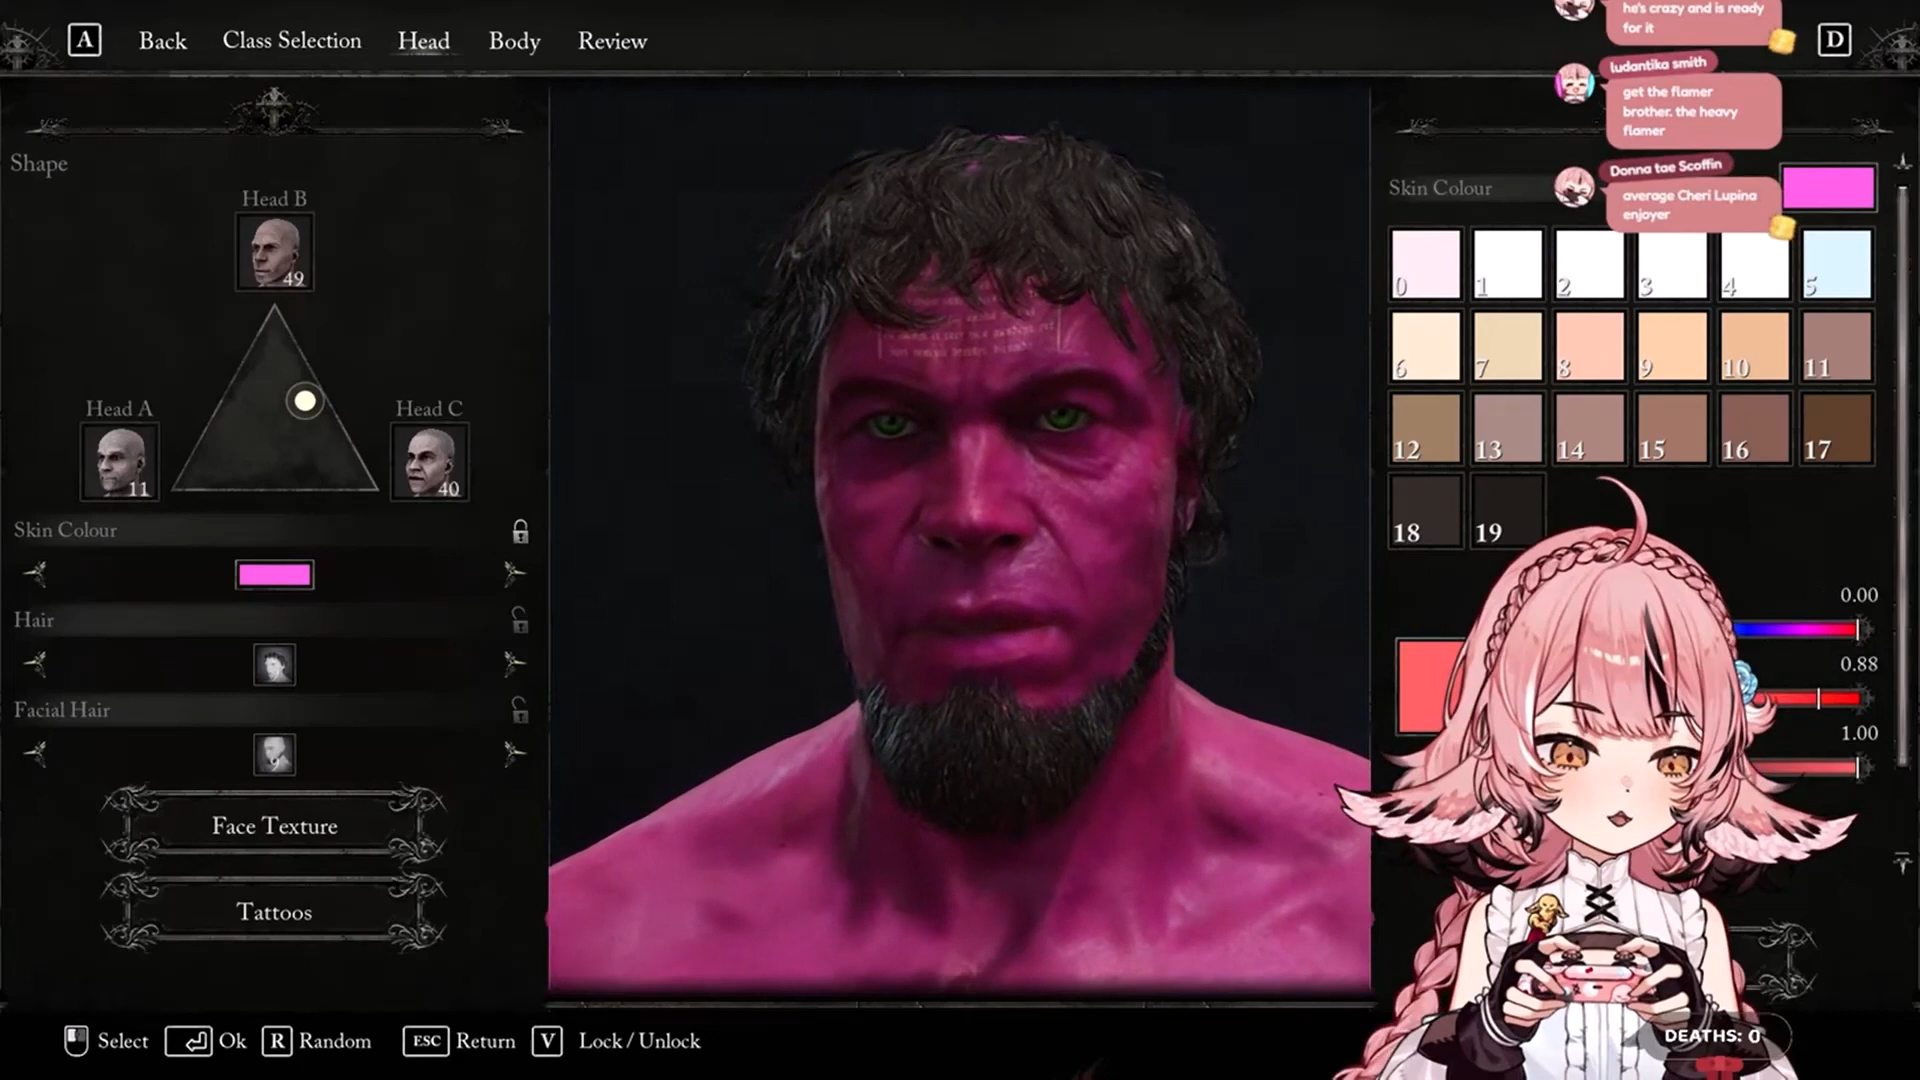 A
Back
Class Selection
Head
Body
Review
D
he's crazy and is ready
for it
ludantika smith
get the flamer
brother. the heavy
flamer
Donna tae Scoffin
average Cheri Lupina
enjoyer
Shape
Head B
49
Head A
11
Head C
40
Skin Colour
Hair
Facial Hair
Face Texture
Tattoos
Skin Colour
0
1
2
3
4
5
6
7
8
9
10
11
12
13
14
15
16
17
18
19
0.00
0.88
1.00
Select
Ok
R
Random
ESC
Return
V
Lock / Unlock
DEATHS: 0